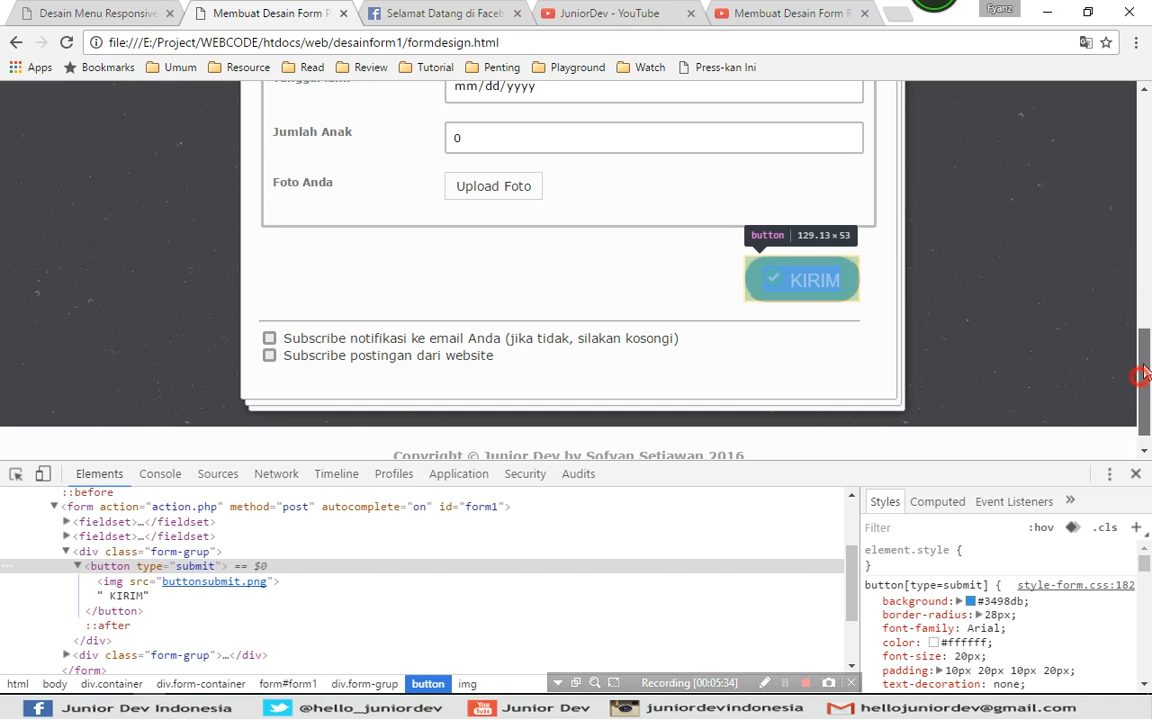 Desain Menu Responsive
Membuat Desain Form R
Selamat Datang di Faceb
JuniorDev - YouTube
Membuat Desain Form R
Fyanz
file:///E:/Project/WEBCODE/htdocs/web/desainform1/formdesign.html
Apps
Bookmarks
Umum
Resource
Read
Review
Tutorial
Penting
Playground
Watch
Press-kan Ini
mm/dd/yyyy
Jumlah Anak
0
Foto Anda
Upload Foto
button | 129.13 × 53
KIRIM
Subscribe notifikasi ke email Anda (jika tidak, silakan kosongi)
Subscribe postingan dari website
Copyright © Junior Dev by Sofyan Setiawan 2016
Elements
Console
Sources
Network
Timeline
Profiles
Application
Security
Audits
::before
<form action="action.php" method="post" autocomplete="on" id="form1">
<fieldset>…</fieldset>
<fieldset>…</fieldset>
<div class="form-grup">
<button type="submit"> == $0
<img src="buttonsubmit.png">
" KIRIM"
</button>
::after
</div>
<div class="form-grup">…</div>
</form>
Styles
Computed
Event Listeners
»
Filter
:hov
.cls
+
element.style {
}
button[type=submit] {
style-form.css:182
background: #3498db;
border-radius: 28px;
font-family: Arial;
color: #ffffff;
font-size: 20px;
padding: 10px 20px 10px 20px;
text-decoration: none;
html
body
div.container
div.form-container
form#form1
div.form-grup
button
img
Recording [00:05:34]
Junior Dev Indonesia
@hello_juniordev
Junior Dev
juniordevindonesia
hellojuniordev@gmail.com